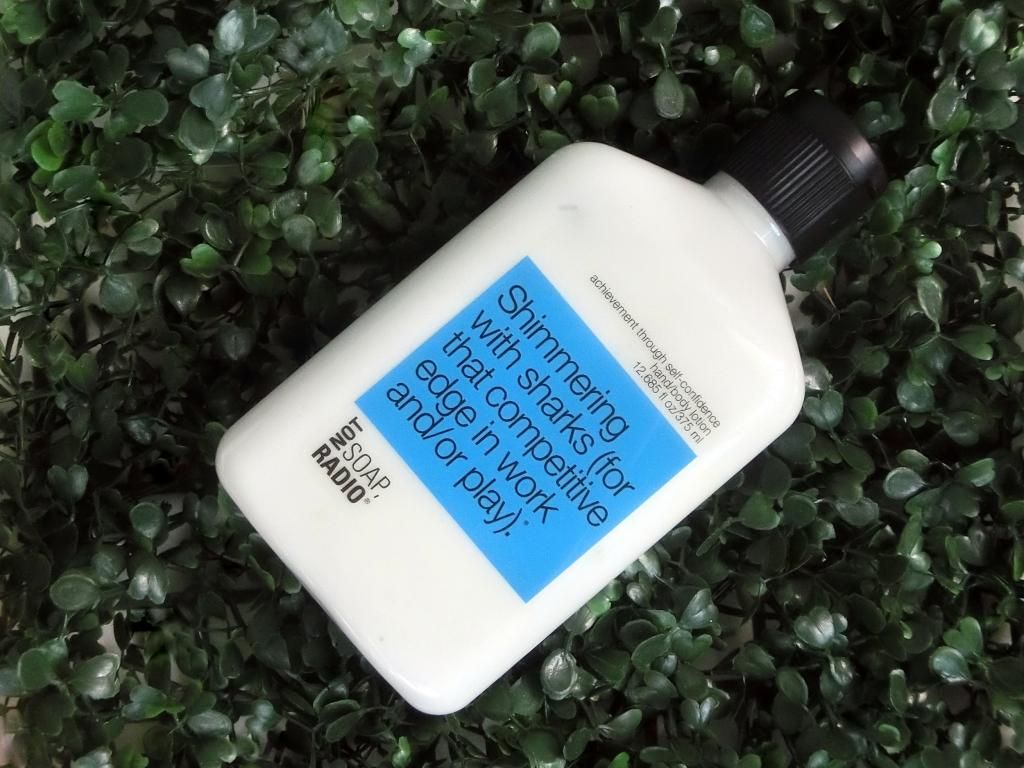 achievement through self-confidence
hand/body lotion
12.685 fl oz/375 ml
Shimmering
with sharks (for
that competitive
edge in work
and/or play).
NOT
SOAP,
RADIO®